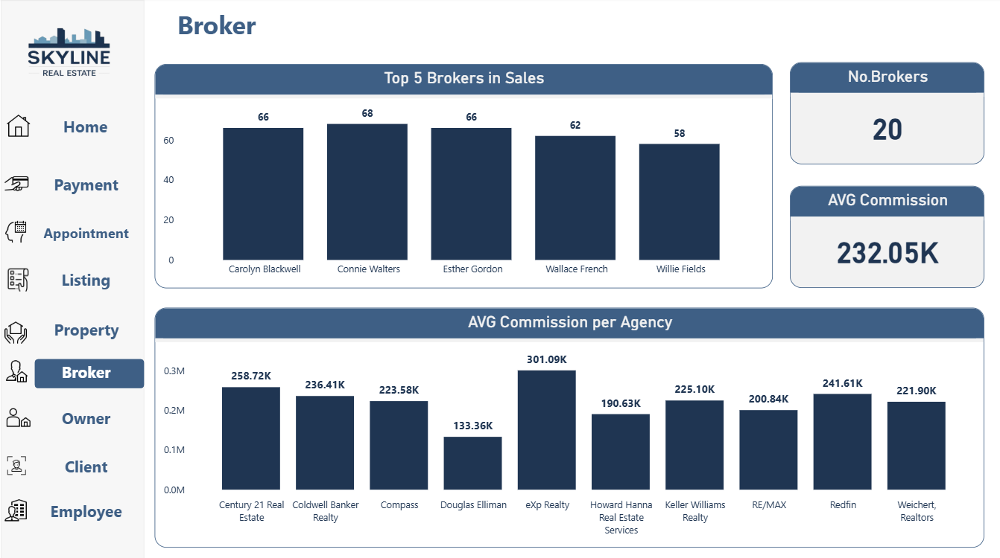 SKYLINE
REAL ESTATE
Home
Payment
Appointment
Listing
Property
Broker
Owner
Client
Employee
Broker
Top 5 Brokers in Sales
66
68
66
62
58
60
40
20
0
Carolyn Blackwell
Connie Walters
Esther Gordon
Wallace French
Willie Fields
No.Brokers
20
AVG Commission
232.05K
AVG Commission per Agency
258.72K
236.41K
223.58K
133.36K
301.09K
190.63K
225.10K
200.84K
241.61K
221.90K
0.3M
0.2M
0.1M
0.0M
Century 21 Real
Estate
Coldwell Banker
Realty
Compass
Douglas Elliman
eXp Realty
Howard Hanna
Real Estate
Services
Keller Williams
Realty
RE/MAX
Redfin
Weichert,
Realtors